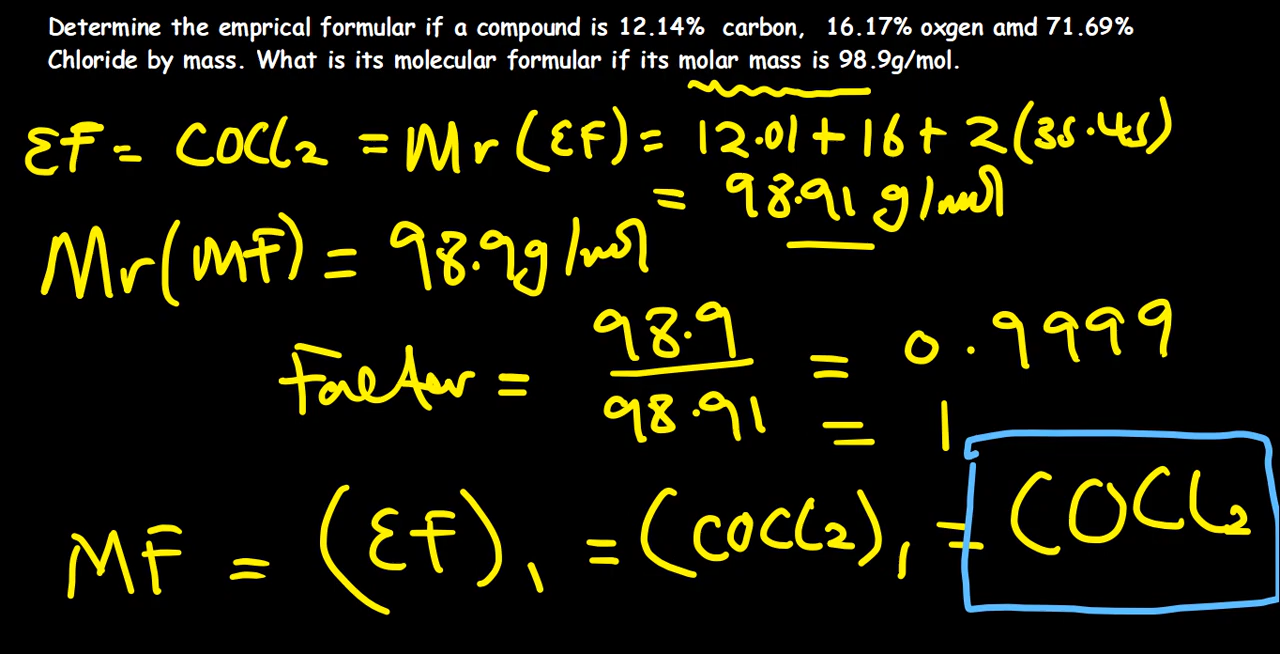 Determine the emprical formular if a compound is 12.14% carbon, 16.17% oxgen amd 71.69%
Chloride by mass. What is its molecular formular if its molar mass is 98.9g/mol.
EF = COCl2 = Mr (EF) = 12.01 + 16 + 2(35.45)
= 98.91 g/mol
Mr(MF) = 98.9g/mol
Factor = 98.9/98.91 = 0.9999
= 1
MF = (EF)1 = (COCl2)1 = COCl2